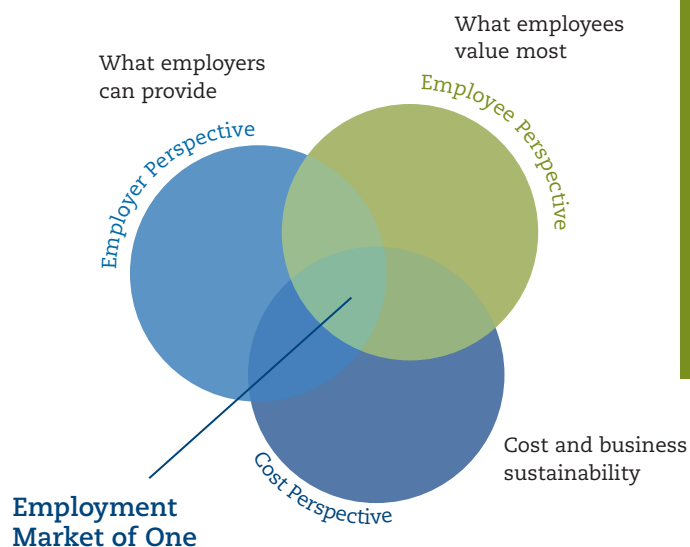 What employees
value most
What employers
can provide
Employee Perspective
Employer Perspective
Cost and business
sustainability
Cost Perspective
Employment
Market of One